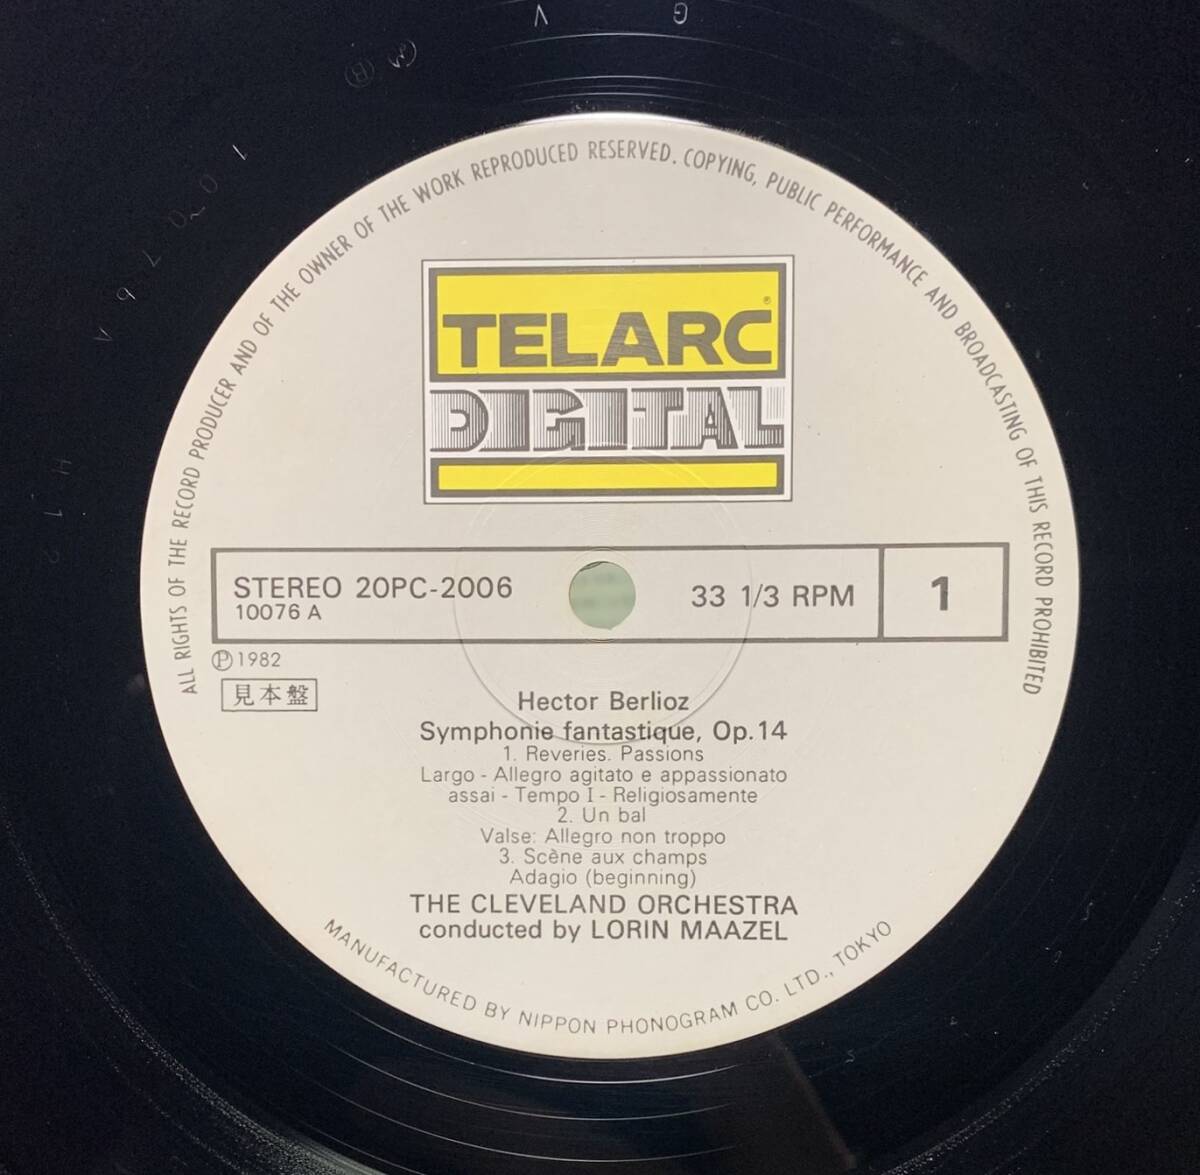 ALL RIGHTS OF THE RECORD PRODUCER AND OF THE OWNER OF THE WORK REPRODUCED RESERVED. COPYING, PUBLIC PERFORMANCE AND BROADCASTING OF THIS RECORD PROHIBITED
TELARC®
DIGITAL
STEREO 20PC-2006
10076 A
33 1/3 RPM
1
Ⓟ1982
見本盤
Hector Berlioz
Symphonie fantastique, Op.14
1. Reveries. Passions
Largo - Allegro agitato e appassionato
assai - Tempo I - Religiosamente
2. Un bal
Valse: Allegro non troppo
3. Scène aux champs
Adagio (beginning)
THE CLEVELAND ORCHESTRA
conducted by LORIN MAAZEL
MANUFACTURED BY NIPPON PHONOGRAM CO. LTD., TOKYO